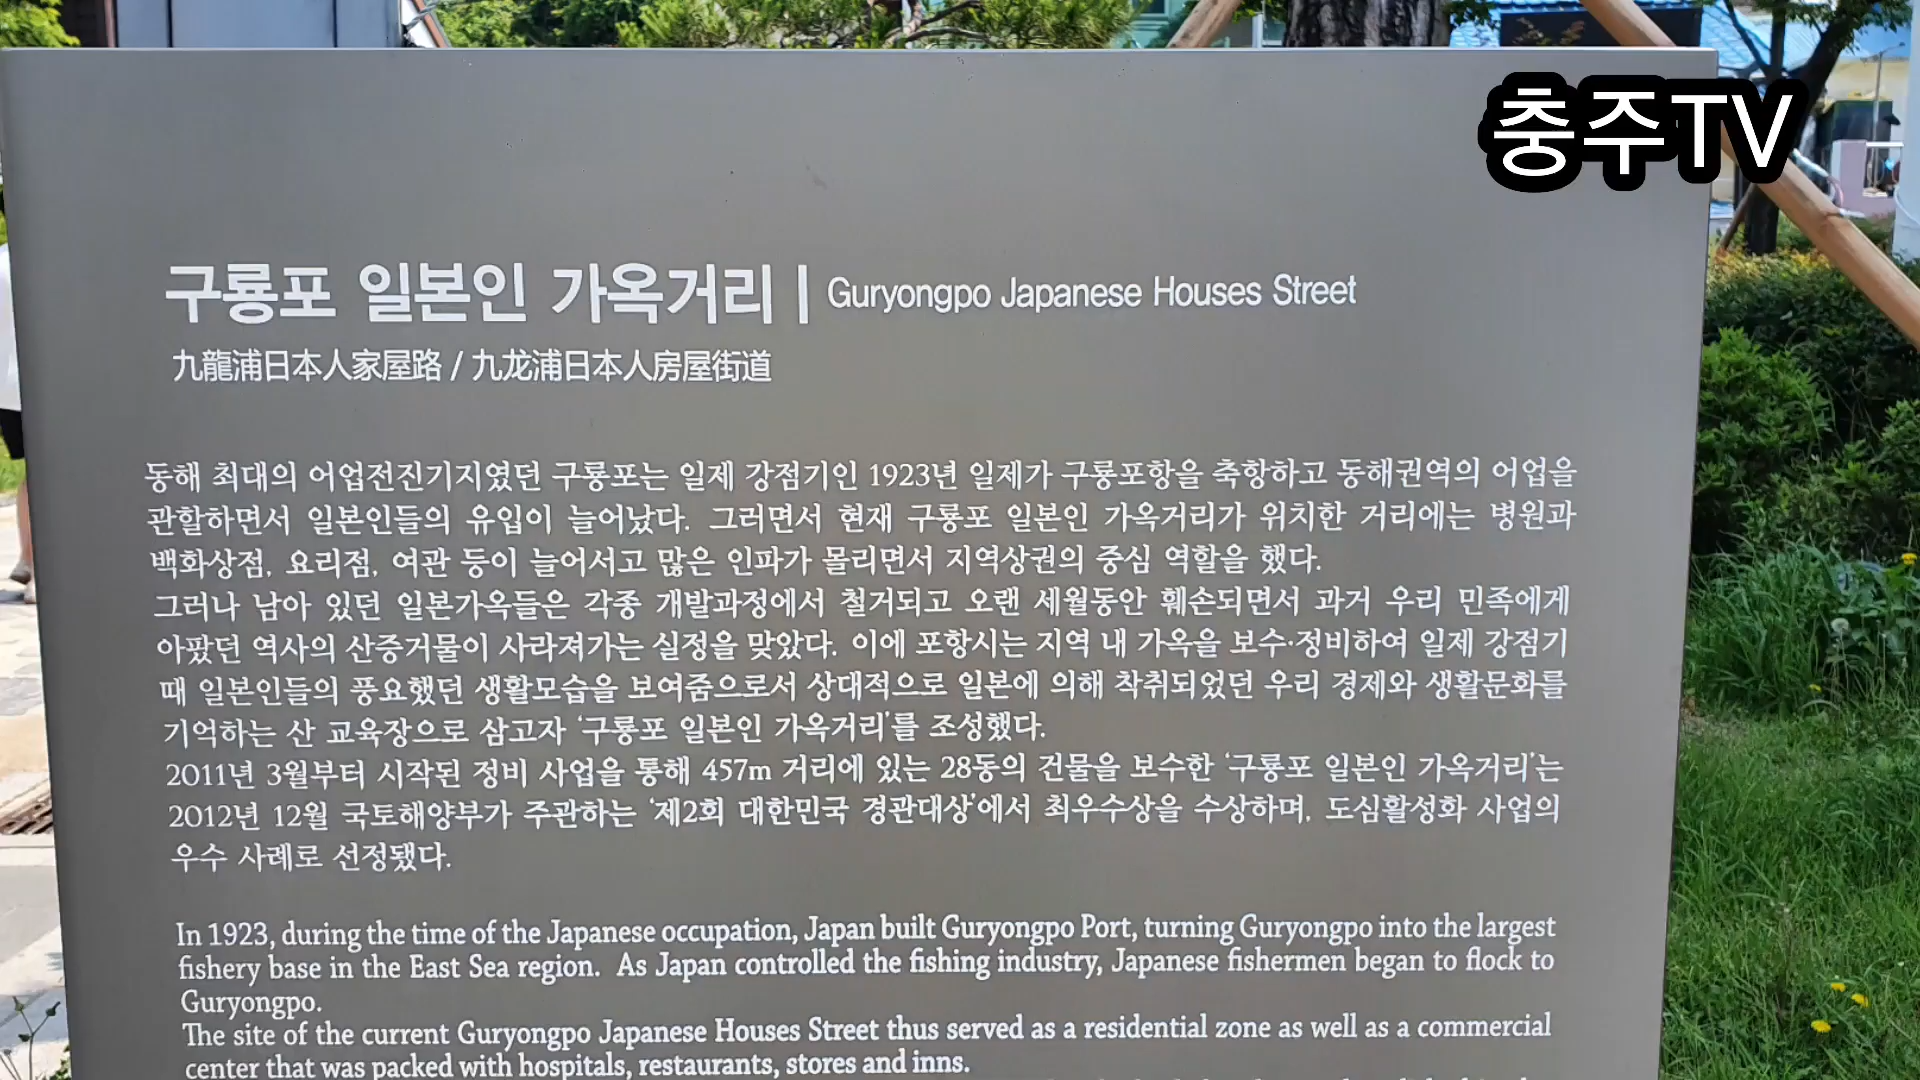 충주TV
구룡포 일본인 가옥거리 | Guryongpo Japanese Houses Street
九龍浦日本人家屋路 / 九龙浦日本人房屋街道
동해 최대의 어업전진기지였던 구룡포는 일제 강점기인 1923년 일제가 구룡포항을 축항하고 동해권역의 어업을
관할하면서 일본인들의 유입이 늘어났다. 그러면서 현재 구룡포 일본인 가옥거리가 위치한 거리에는 병원과
백화상점, 요리점, 여관 등이 늘어서고 많은 인파가 몰리면서 지역상권의 중심 역할을 했다.
그러나 남아 있던 일본가옥들은 각종 개발과정에서 철거되고 오랜 세월동안 훼손되면서 과거 우리 민족에게
아팠던 역사의 산증거물이 사라져가는 실정을 맞았다. 이에 포항시는 지역 내 가옥을 보수·정비하여 일제 강점기
때 일본인들의 풍요했던 생활모습을 보여줌으로서 상대적으로 일본에 의해 착취되었던 우리 경제와 생활문화를
기억하는 산 교육장으로 삼고자 ‘구룡포 일본인 가옥거리’를 조성했다.
2011년 3월부터 시작된 정비 사업을 통해 457m 거리에 있는 28동의 건물을 보수한 ‘구룡포 일본인 가옥거리’는
2012년 12월 국토해양부가 주관하는 ‘제2회 대한민국 경관대상’에서 최우수상을 수상하며, 도심활성화 사업의
우수 사례로 선정됐다.
In 1923, during the time of the Japanese occupation, Japan built Guryongpo Port, turning Guryongpo into the largest
fishery base in the East Sea region. As Japan controlled the fishing industry, Japanese fishermen began to flock to
Guryongpo.
The site of the current Guryongpo Japanese Houses Street thus served as a residential zone as well as a commercial
center that was packed with hospitals, restaurants, stores and inns.